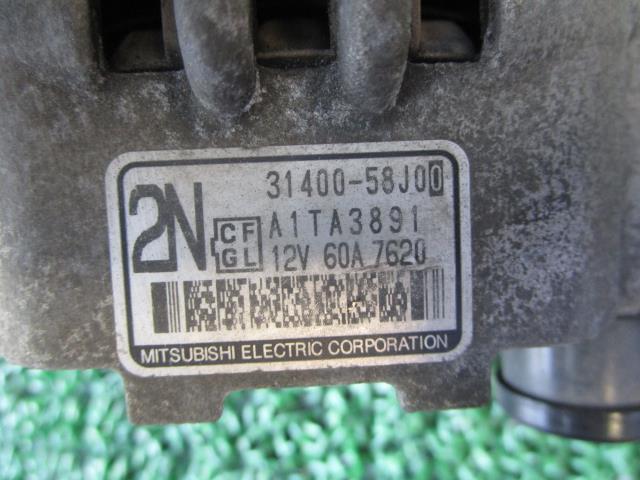 2N
31400-58J00
CF
GL
A1TA3891
12V 60A 7620
MITSUBISHI ELECTRIC CORPORATION